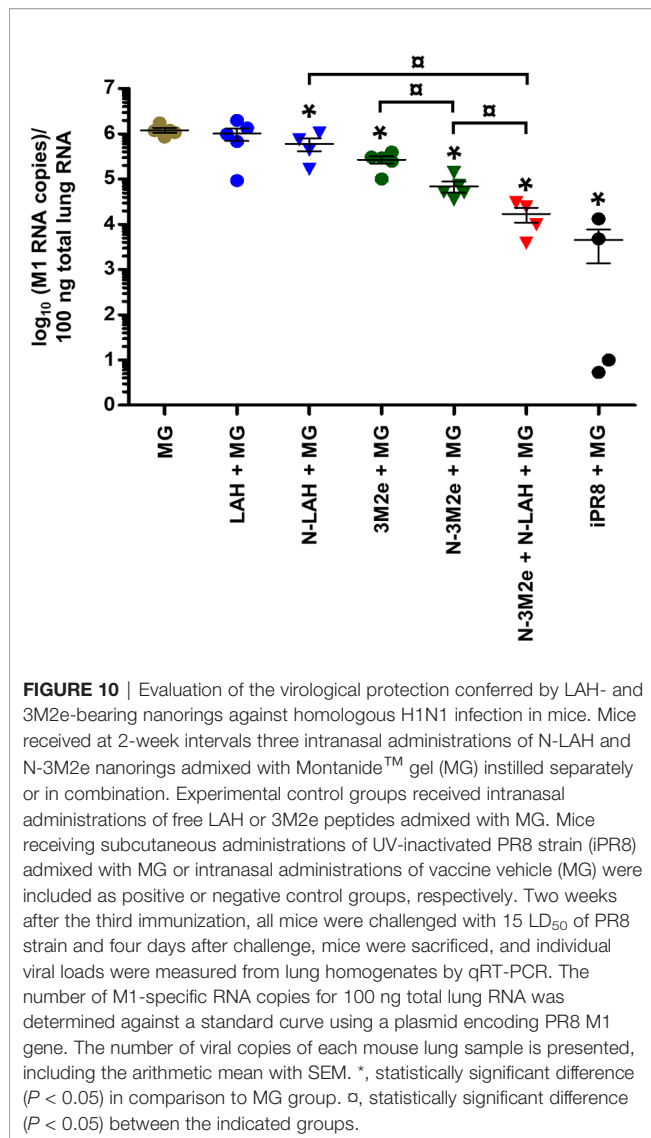 ¤
¤
¤
* * * * *
log₁₀ (M1 RNA copies)/
100 ng total lung RNA
7
6
5
4
3
2
1
0
MG
LAH + MG
N-LAH + MG
3M2e + MG
N-3M2e + MG
N-3M2e + N-LAH + MG
iPR8 + MG
FIGURE 10 | Evaluation of the virological protection conferred by LAH- and
3M2e-bearing nanorings against homologous H1N1 infection in mice. Mice
received at 2-week intervals three intranasal administrations of N-LAH and
N-3M2e nanorings admixed with Montanide™ gel (MG) instilled separately
or in combination. Experimental control groups received intranasal
administrations of free LAH or 3M2e peptides admixed with MG. Mice
receiving subcutaneous administrations of UV-inactivated PR8 strain (iPR8)
admixed with MG or intranasal administrations of vaccine vehicle (MG) were
included as positive or negative control groups, respectively. Two weeks
after the third immunization, all mice were challenged with 15 LD₅₀ of PR8
strain and four days after challenge, mice were sacrificed, and individual
viral loads were measured from lung homogenates by qRT-PCR. The
number of M1-specific RNA copies for 100 ng total lung RNA was
determined against a standard curve using a plasmid encoding PR8 M1
gene. The number of viral copies of each mouse lung sample is presented,
including the arithmetic mean with SEM. *, statistically significant difference
(P < 0.05) in comparison to MG group. ¤, statistically significant difference
(P < 0.05) between the indicated groups.